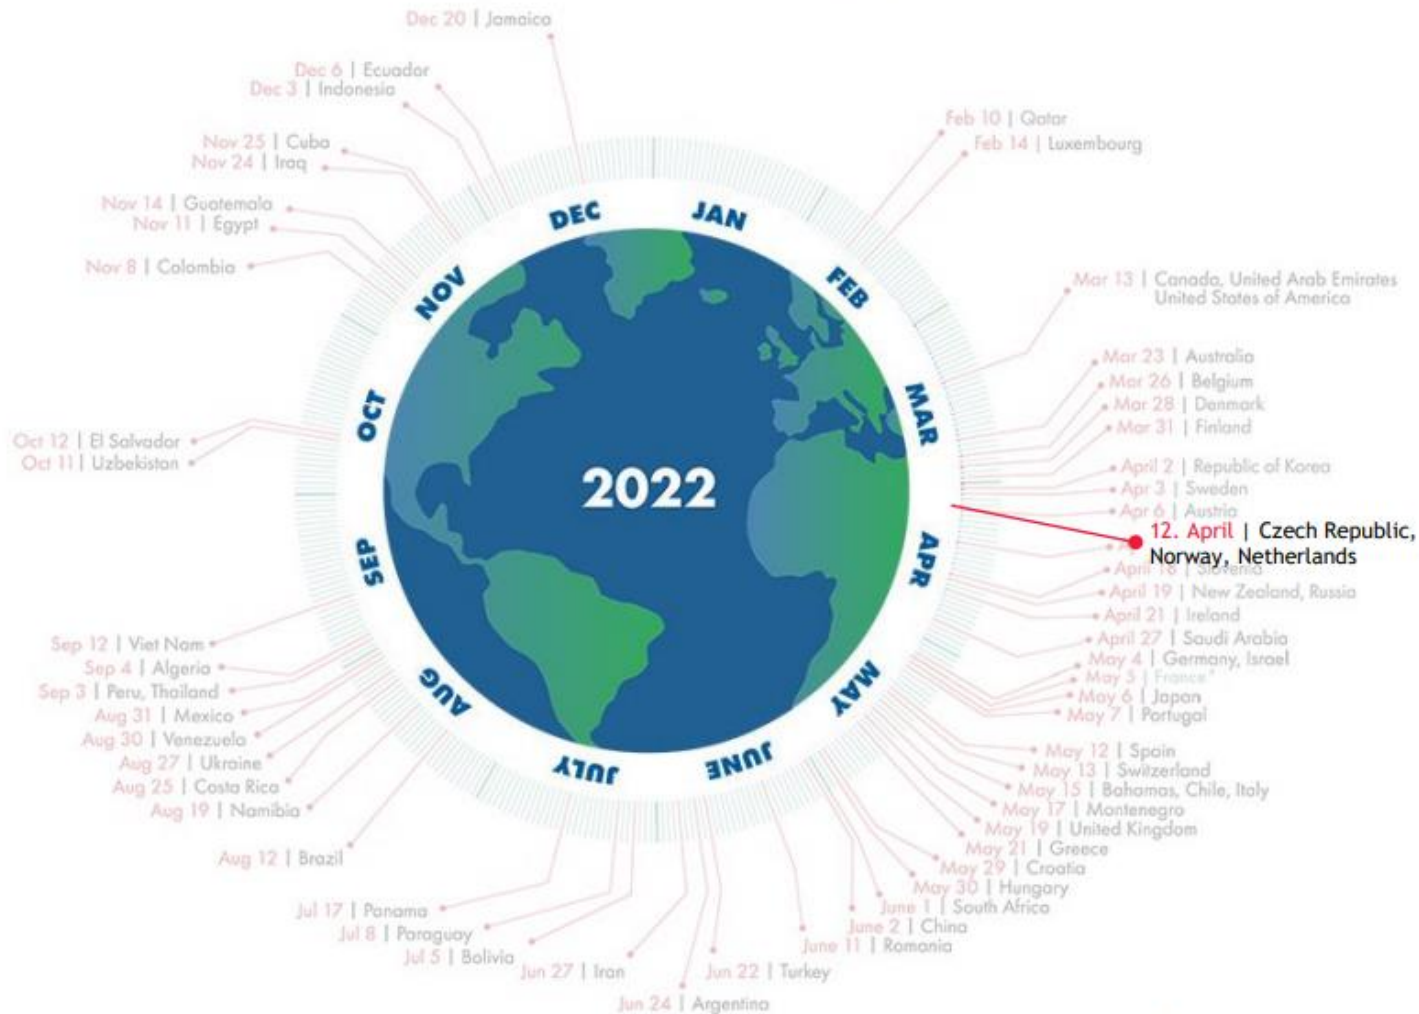 Dec 20 | Jamaica
Dec 6 | Ecuador
Dec 3 | Indonesia
Nov 25 | Cuba
Nov 24 | Iraq
Nov 14 | Guatemala
Nov 11 | Egypt
Nov 8 | Colombia
Oct 12 | El Salvador
Oct 11 | Uzbekistan
Sep 12 | Viet Nam
Sep 4 | Algeria
Sep 3 | Peru, Thailand
Aug 31 | Mexico
Aug 30 | Venezuela
Aug 27 | Ukraine
Aug 25 | Costa Rica
Aug 19 | Namibia
Aug 12 | Brazil
Jul 17 | Panama
Jul 8 | Paraguay
Jul 5 | Bolivia
Jun 27 | Iran
Jun 24 | Argentina
Jun 22 | Turkey
DEC
JAN
FEB
MAR
APR
MAY
JUNE
JULY
AUG
SEP
OCT
NOV
2022
Feb 10 | Qatar
Feb 14 | Luxembourg
Mar 13 | Canada, United Arab Emirates
United States of America
Mar 23 | Australia
Mar 26 | Belgium
Mar 28 | Denmark
Mar 31 | Finland
April 2 | Republic of Korea
Apr 3 | Sweden
Apr 6 | Austria
12. April | Czech Republic,
Norway, Netherlands
April 18 | Slovenia
April 19 | New Zealand, Russia
April 21 | Ireland
April 27 | Saudi Arabia
May 4 | Germany, Israel
May 5 | France*
May 6 | Japan
May 7 | Portugal
May 12 | Spain
May 13 | Switzerland
May 15 | Bahamas, Chile, Italy
May 17 | Montenegro
May 19 | United Kingdom
May 21 | Greece
May 29 | Croatia
May 30 | Hungary
June 1 | South Africa
June 2 | China
June 11 | Romania